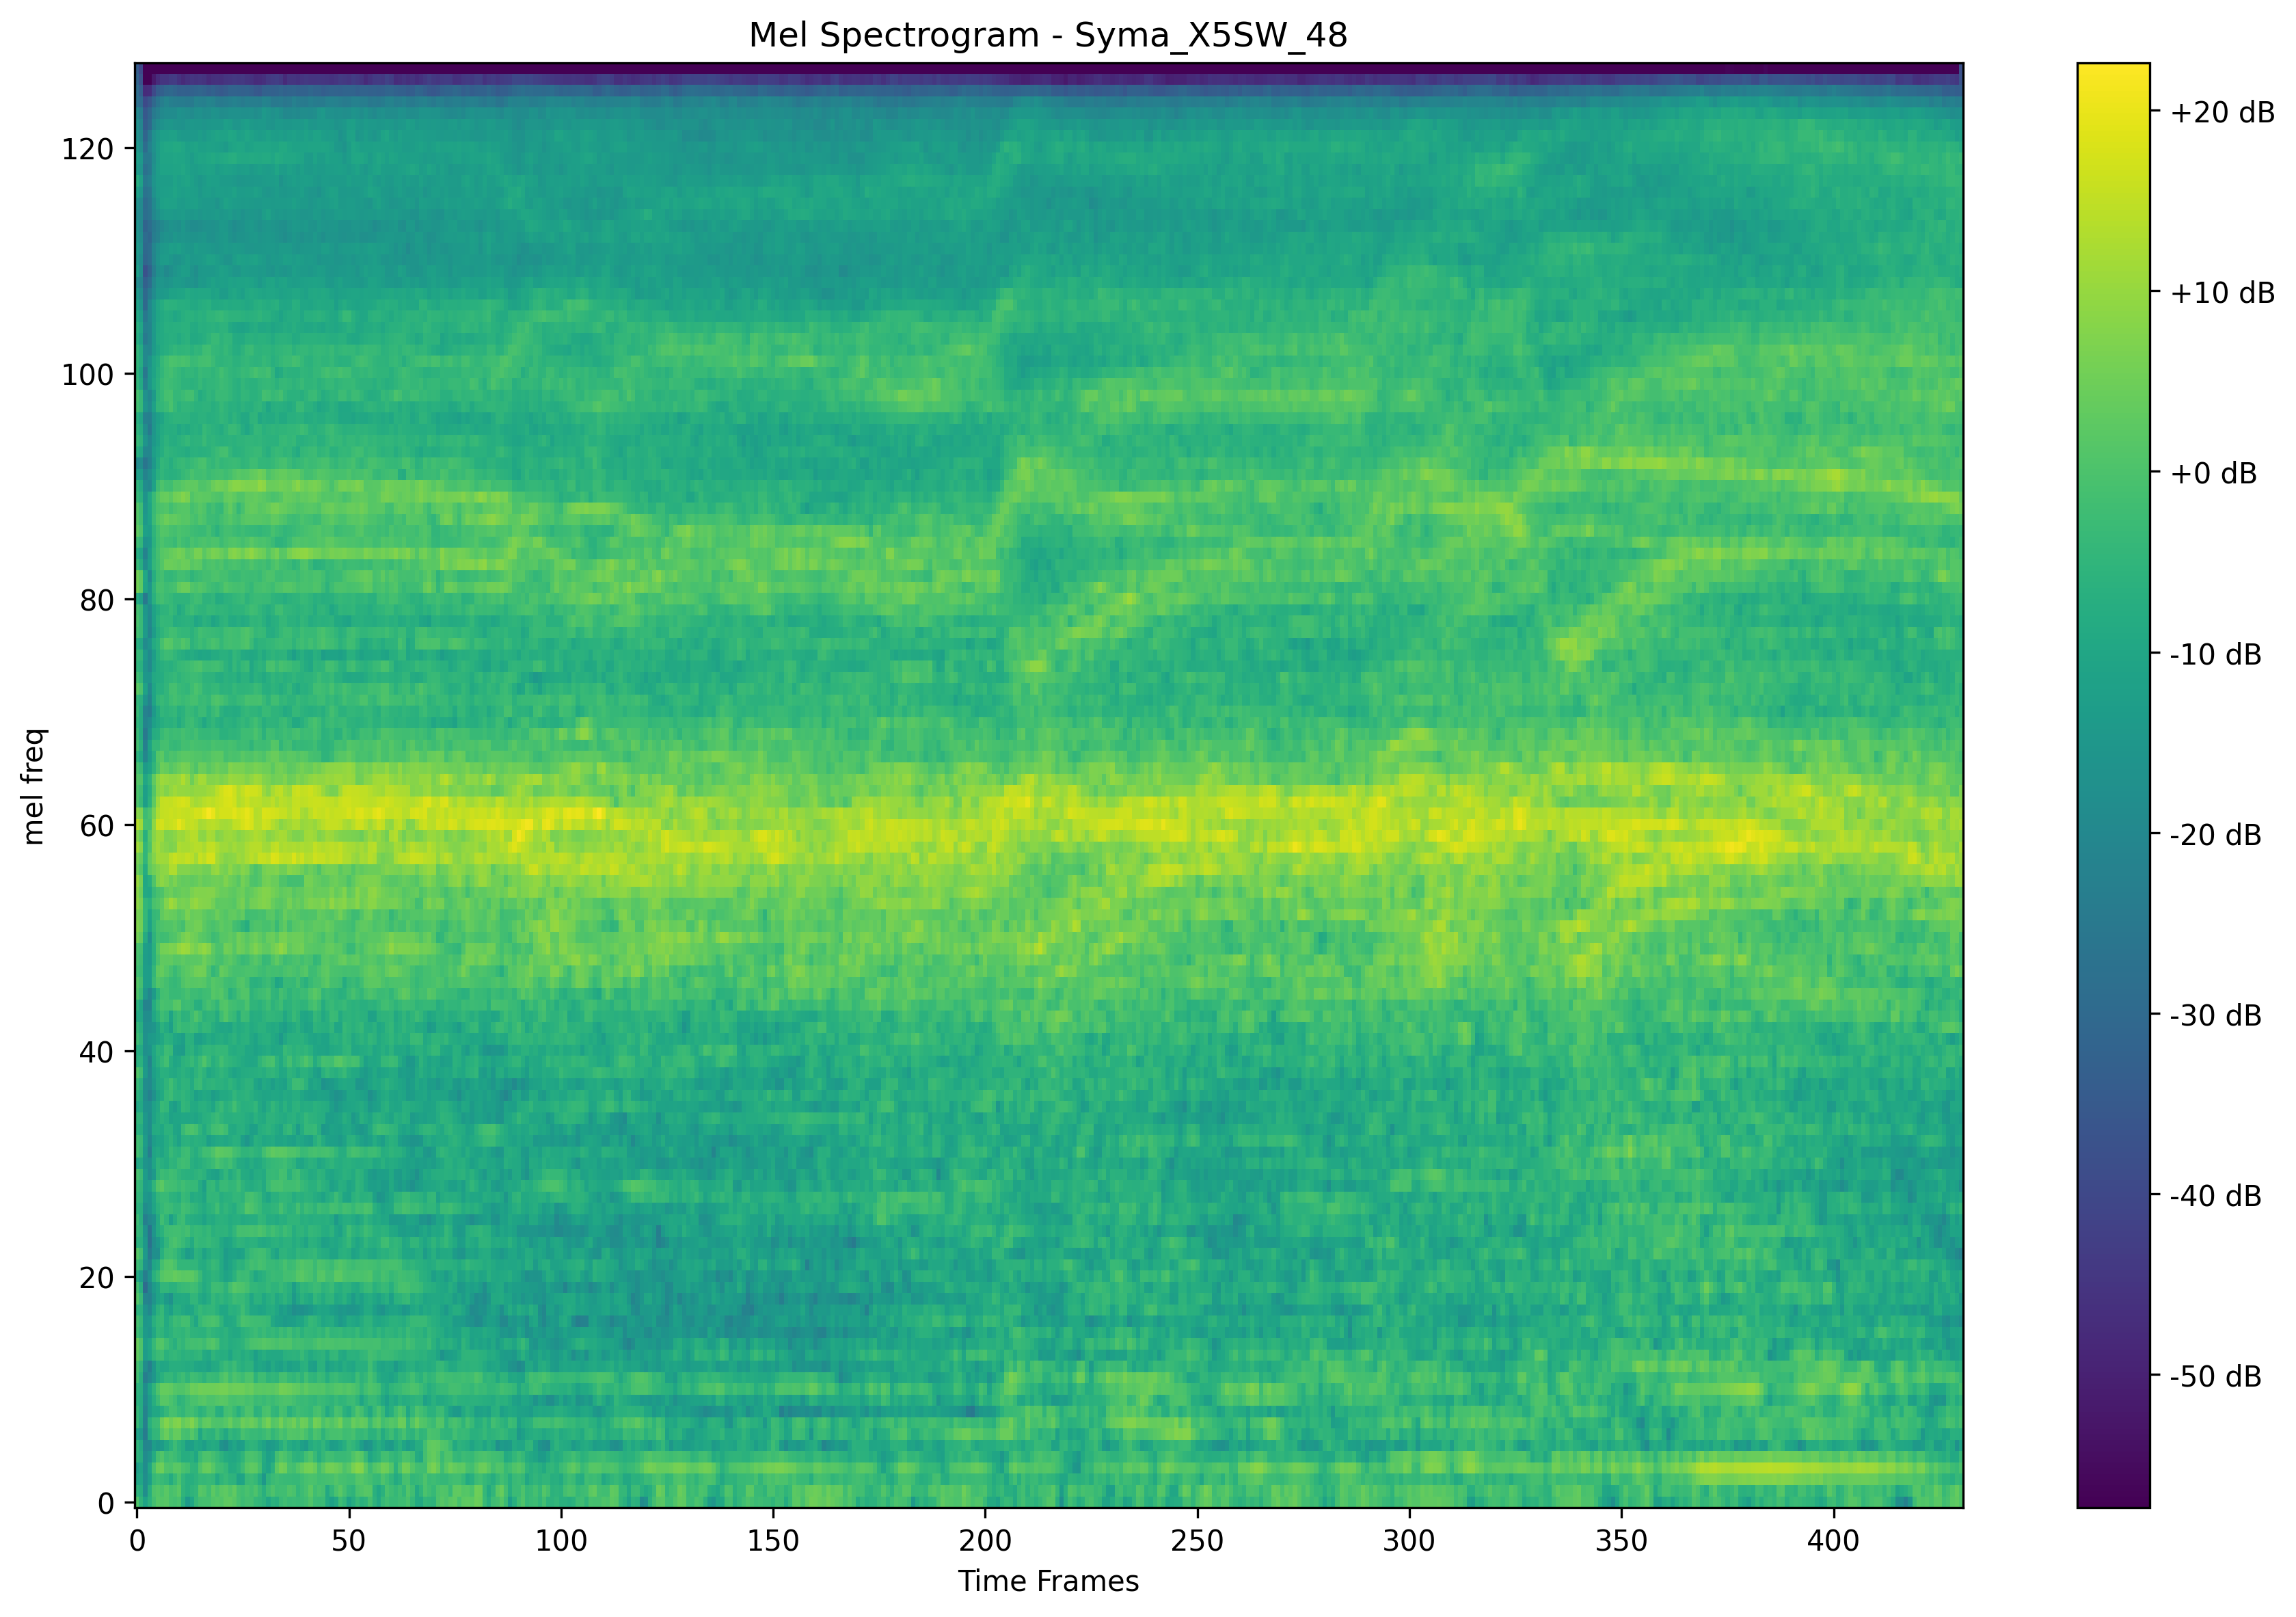 Mel Spectrogram - Syma_X5SW_48
mel freq
120
100
80
60
40
20
0
0 50 100 150 200 250 300 350 400
Time Frames
+20 dB
+10 dB
+0 dB
-10 dB
-20 dB
-30 dB
-40 dB
-50 dB